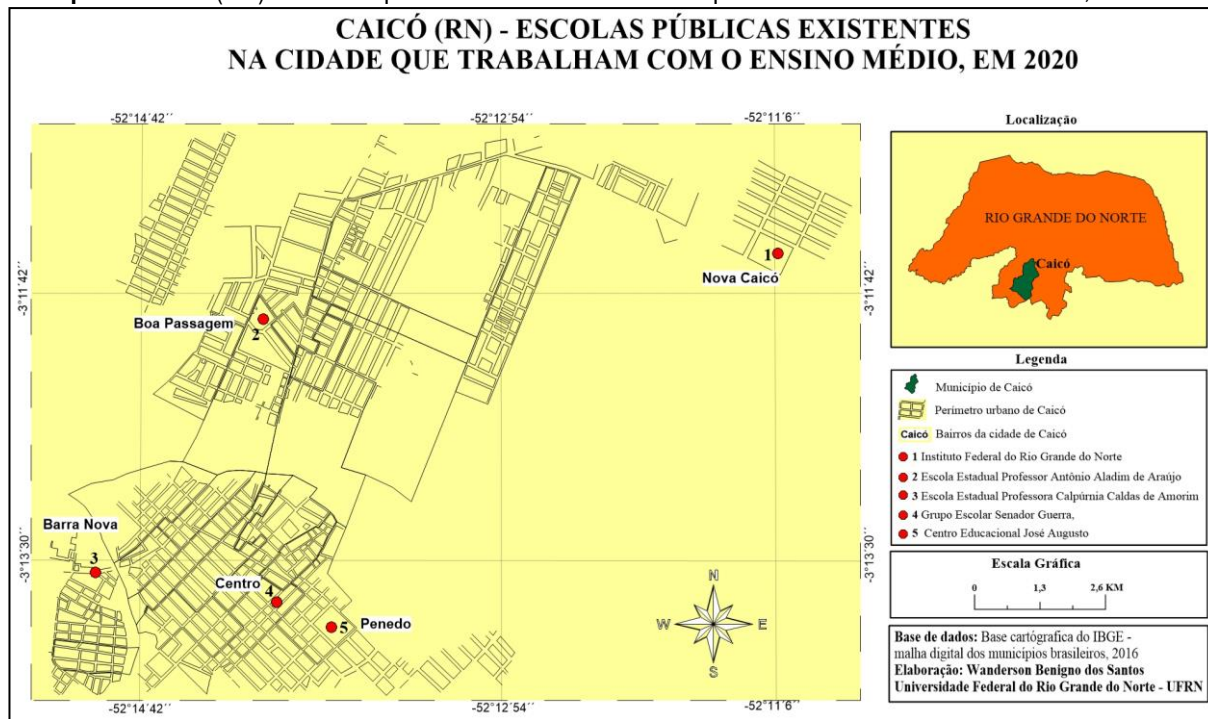 CAICÓ (RN) - ESCOLAS PÚBLICAS EXISTENTES
NA CIDADE QUE TRABALHAM COM O ENSINO MÉDIO, EM 2020
-52°14´42´´
-52°12´54´´
-52°11´6´´
-3°11´42´´
-3°13´30´´
1
Nova Caicó
Boa Passagem
2
Barra Nova
3
Centro
4
5
Penedo
N
W
E
S
-3°11´42´´
-3°13´30´´
-52°14´42´´
-52°12´54´´
-52°11´6´´
Localização
RIO GRANDE DO NORTE
Caicó
Legenda
Município de Caicó
Perímetro urbano de Caicó
Caicó Bairros da cidade de Caicó
1 Instituto Federal do Rio Grande do Norte
2 Escola Estadual Professor Antônio Aladim de Araújo
3 Escola Estadual Professora Calpúrnia Caldas de Amorim
4 Grupo Escolar Senador Guerra,
5 Centro Educacional José Augusto
Escala Gráfica
0 1,3 2,6 KM
Base de dados: Base cartógrafica do IBGE -
malha digital dos municípios brasileiros, 2016
Elaboração: Wanderson Benigno dos Santos
Universidade Federal do Rio Grande do Norte - UFRN